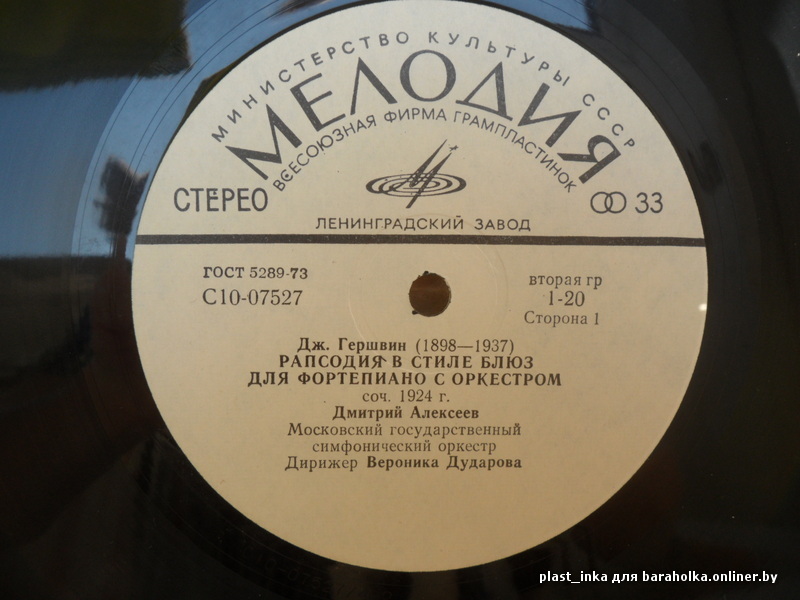 МИНИСТЕРСТВО КУЛЬТУРЫ СССР
МЕЛОДИЯ
ВСЕСОЮЗНАЯ ФИРМА ГРАМПЛАСТИНОК
СТЕРЕО
33
ЛЕНИНГРАДСКИЙ ЗАВОД
ГОСТ 5289-73
С10-07527
вторая гр
1-20
Сторона 1
Дж. Гершвин (1898—1937)
РАПСОДИЯ В СТИЛЕ БЛЮЗ
ДЛЯ ФОРТЕПИАНО С ОРКЕСТРОМ
соч. 1924 г.
Дмитрий Алексеев
Московский государственный
симфонический оркестр
Дирижер Вероника Дударова
plast_inka для baraholka.onliner.by